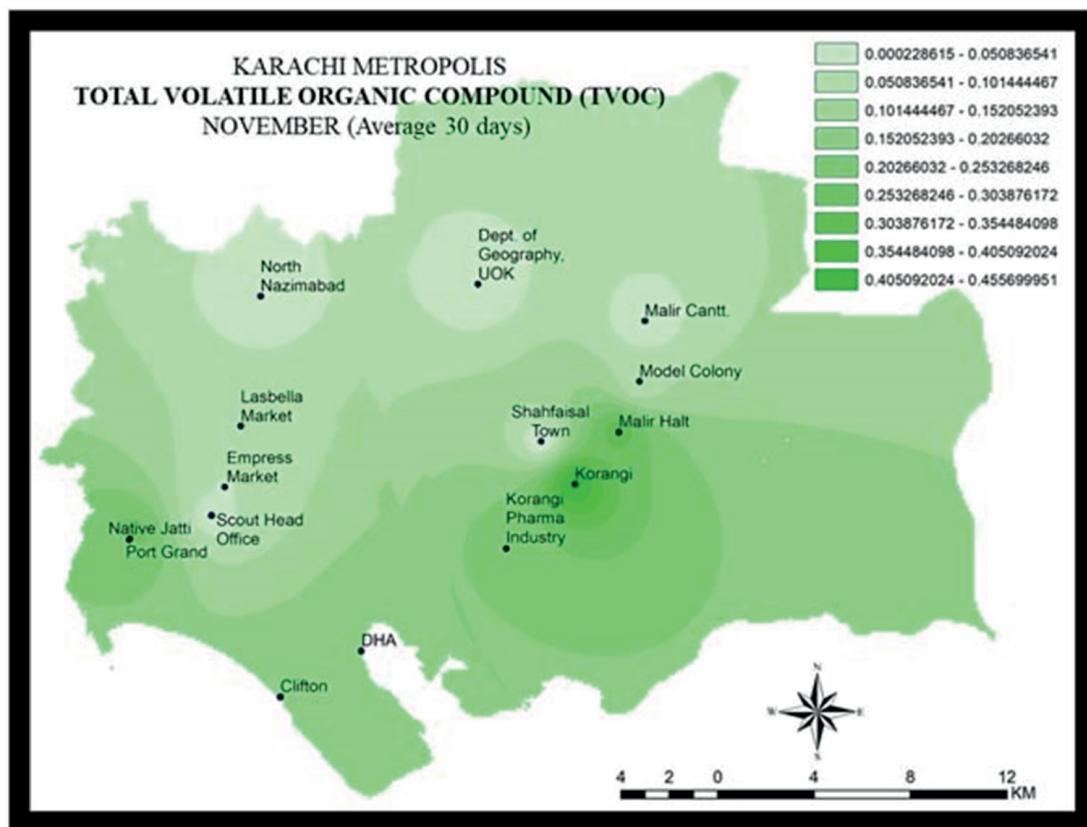 KARACHI METROPOLIS
TOTAL VOLATILE ORGANIC COMPOUND (TVOC)
NOVEMBER (Average 30 days)
0.000228615 - 0.050836541
0.050836541 - 0.101444467
0.101444467 - 0.152052393
0.152052393 - 0.20266032
0.20266032 - 0.253268246
0.253268246 - 0.303876172
0.303876172 - 0.354484098
0.354484098 - 0.405092024
0.405092024 - 0.455699951
North
Nazimabad
Dept. of
Geography,
UOK
Malir Cantt.
Model Colony
Lasbella
Market
Shahfaisal
Town
Malir Halt
Empress
Market
Korangi
Korangi
Pharma
Industry
Scout Head
Office
Native Jatti
Port Grand
DHA
Clifton
N
W E
S
4 2 0 4 8 12
KM